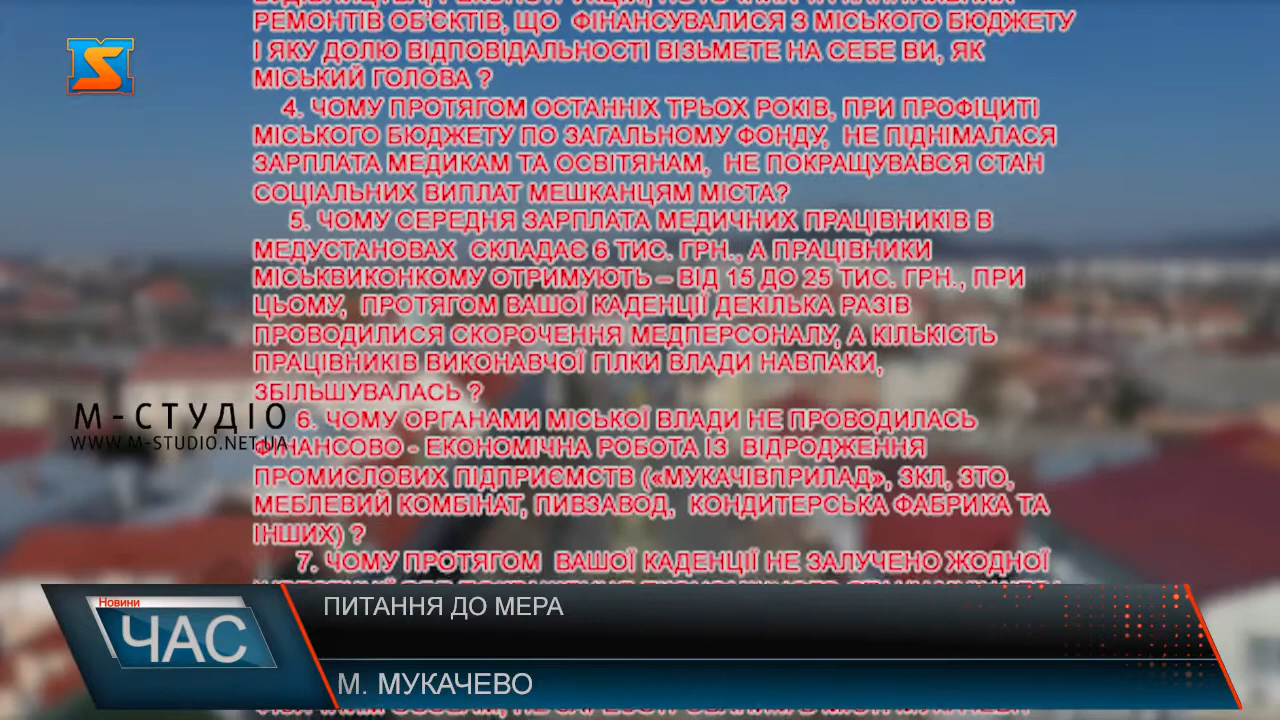 РЕМОНТІВ ОБ'ЄКТІВ, ЩО ФІНАНСУВАЛИСЯ З МІСЬКОГО БЮДЖЕТУ
І ЯКУ ДОЛЮ ВІДПОВІДАЛЬНОСТІ ВІЗЬМЕТЕ НА СЕБЕ ВИ, ЯК
МІСЬКИЙ ГОЛОВА ?
4. ЧОМУ ПРОТЯГОМ ОСТАННІХ ТРЬОХ РОКІВ, ПРИ ПРОФІЦИТІ
МІСЬКОГО БЮДЖЕТУ ПО ЗАГАЛЬНОМУ ФОНДУ, НЕ ПІДНІМАЛАСЯ
ЗАРПЛАТА МЕДИКАМ ТА ОСВІТЯНАМ, НЕ ПОКРАЩУВАВСЯ СТАН
СОЦІАЛЬНИХ ВИПЛАТ МЕШКАНЦЯМ МІСТА?
5. ЧОМУ СЕРЕДНЯ ЗАРПЛАТА МЕДИЧНИХ ПРАЦІВНИКІВ В
МЕДУСТАНОВАХ СКЛАДАЄ 6 ТИС. ГРН., А ПРАЦІВНИКИ
МІСЬКВИКОНКОМУ ОТРИМУЮТЬ – ВІД 15 ДО 25 ТИС. ГРН., ПРИ
ЦЬОМУ, ПРОТЯГОМ ВАШОЇ КАДЕНЦІЇ ДЕКІЛЬКА РАЗІВ
ПРОВОДИЛИСЯ СКОРОЧЕННЯ МЕДПЕРСОНАЛУ, А КІЛЬКІСТЬ
ПРАЦІВНИКІВ ВИКОНАВЧОЇ ГІЛКИ ВЛАДИ НАВПАКИ,
ЗБІЛЬШУВАЛАСЬ ?
М-СТУДІО
WWW.M-STUDIO.NET.UA
6. ЧОМУ ОРГАНАМИ МІСЬКОЇ ВЛАДИ НЕ ПРОВОДИЛАСЬ
ФІНАНСОВО - ЕКОНОМІЧНА РОБОТА ІЗ ВІДРОДЖЕННЯ
ПРОМИСЛОВИХ ПІДПРИЄМСТВ («МУКАЧІВПРИЛАД», ЗКЛ, ЗТО,
МЕБЛЕВИЙ КОМБІНАТ, ПИВЗАВОД, КОНДИТЕРСЬКА ФАБРИКА ТА
ІНШИХ) ?
7. ЧОМУ ПРОТЯГОМ ВАШОЇ КАДЕНЦІЇ НЕ ЗАЛУЧЕНО ЖОДНОЇ
Новини
ЧАС
ПИТАННЯ ДО МЕРА
М. МУКАЧЕВО